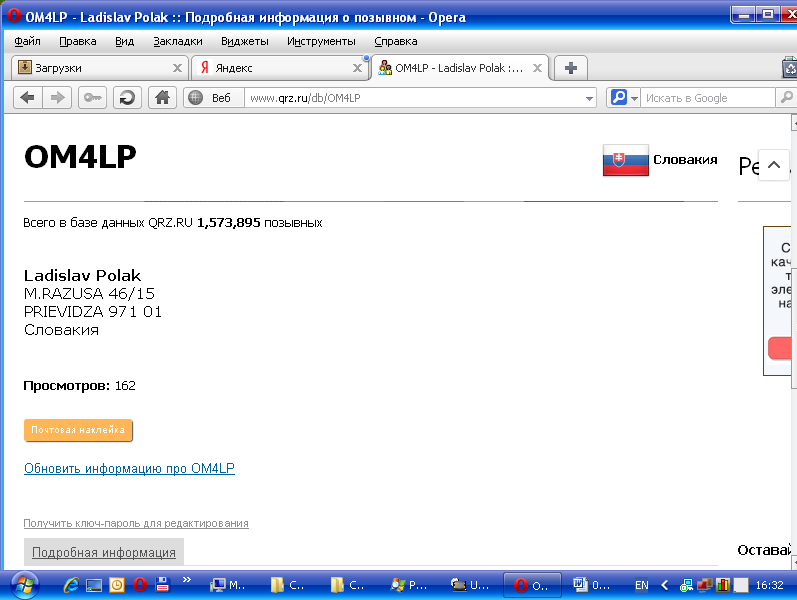 OM4LP - Ladislav Polak :: Подробная информация о позывном - Opera
Файл Правка Вид Закладки Виджеты Инструменты Справка
Загрузки Яндекс OM4LP - Ladislav Polak :...
Веб www.qrz.ru/db/OM4LP Искать в Google
OM4LP
Словакия
Всего в базе данных QRZ.RU 1,573,895 позывных
Ladislav Polak
M.RAZUSA 46/15
PRIEVIDZA 971 01
Словакия
Просмотров: 162
Почтовая наклейка
Обновить информацию про OM4LP
Получить ключ-пароль для редактирования
Подробная информация
Оставай
M... С... С... Р... U... O... 0... EN 16:32